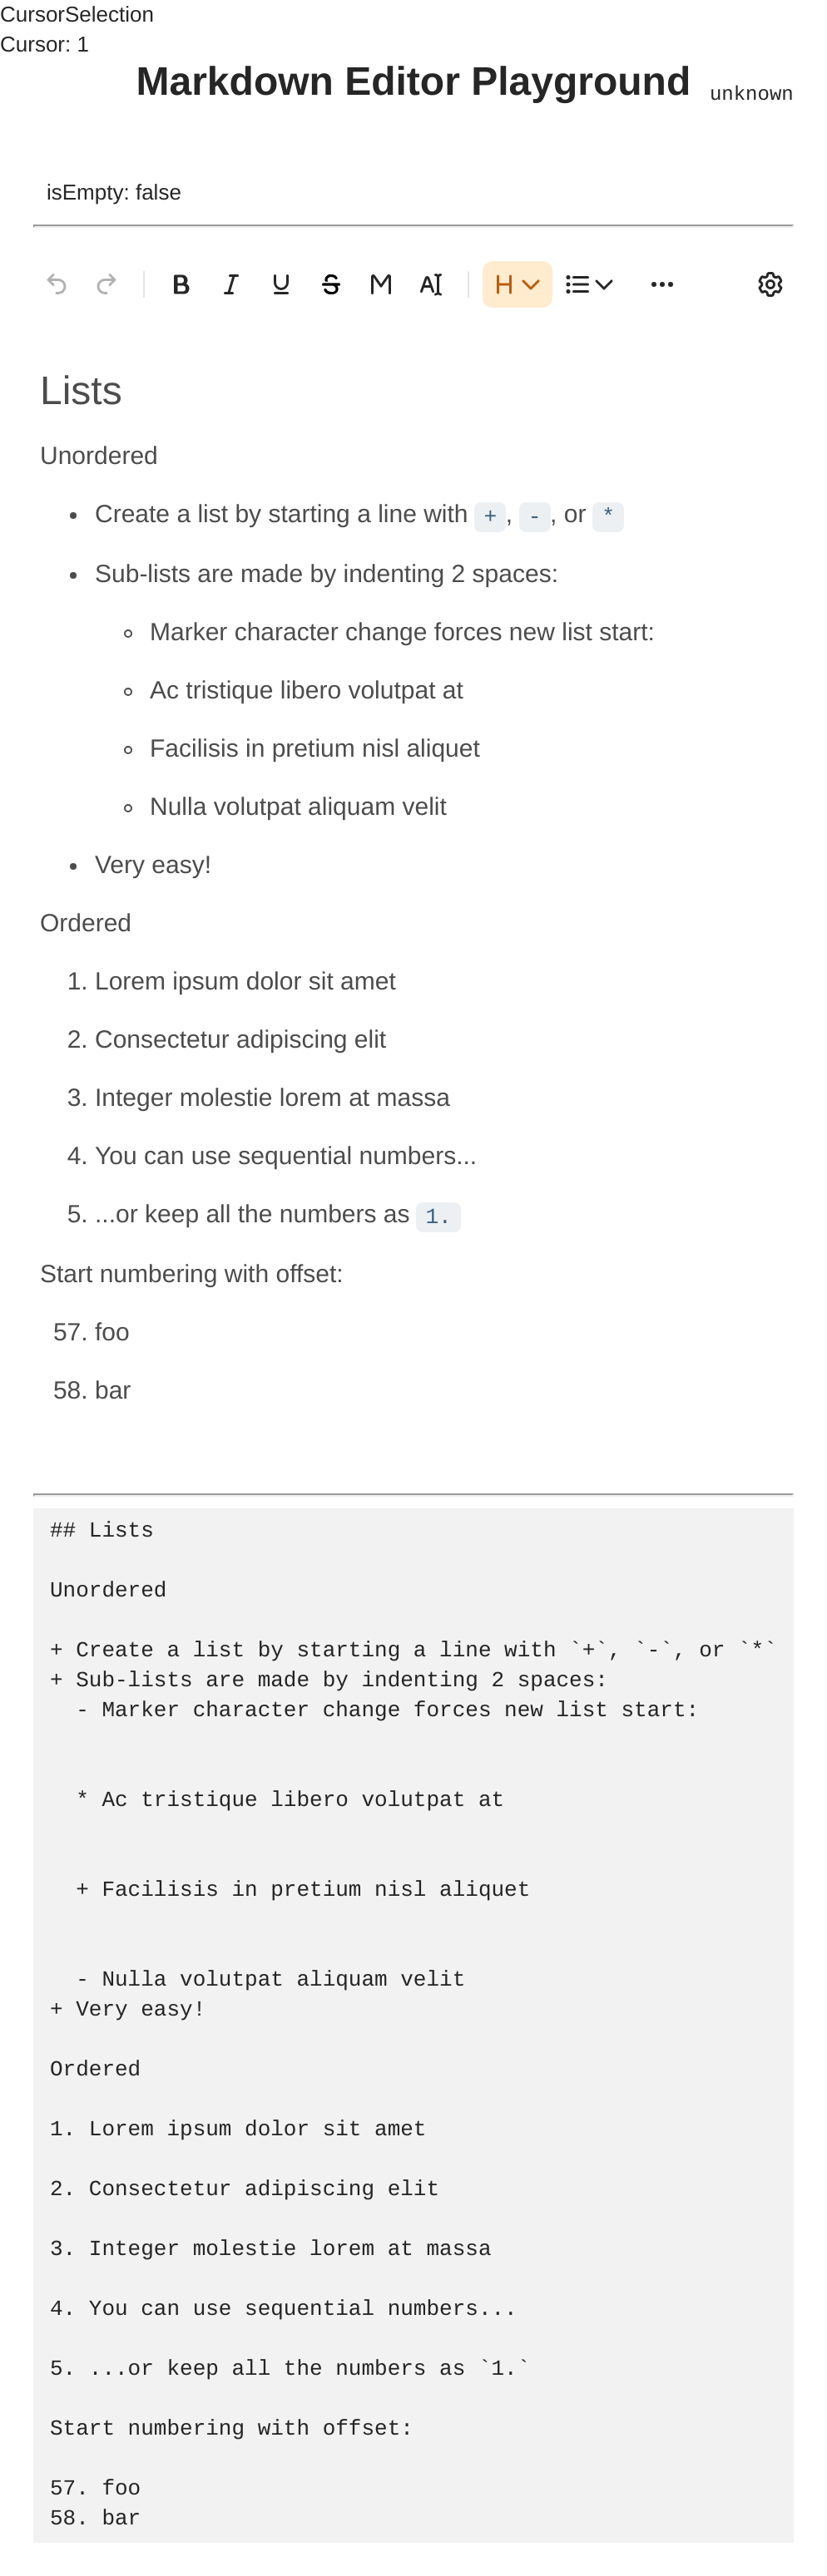 CursorSelection
Cursor: 1
Markdown Editor Playground unknown
isEmpty: false
B I U S M AI H
Lists
Unordered
• Create a list by starting a line with +, -, or *
• Sub-lists are made by indenting 2 spaces:
◦ Marker character change forces new list start:
◦ Ac tristique libero volutpat at
◦ Facilisis in pretium nisl aliquet
◦ Nulla volutpat aliquam velit
• Very easy!
Ordered
1. Lorem ipsum dolor sit amet
2. Consectetur adipiscing elit
3. Integer molestie lorem at massa
4. You can use sequential numbers...
5. ...or keep all the numbers as 1.
Start numbering with offset:
57. foo
58. bar
## Lists
Unordered
+ Create a list by starting a line with `+`, `-`, or `*`
+ Sub-lists are made by indenting 2 spaces:
  - Marker character change forces new list start:
  * Ac tristique libero volutpat at
  + Facilisis in pretium nisl aliquet
  - Nulla volutpat aliquam velit
+ Very easy!
Ordered
1. Lorem ipsum dolor sit amet
2. Consectetur adipiscing elit
3. Integer molestie lorem at massa
4. You can use sequential numbers...
5. ...or keep all the numbers as `1.`
Start numbering with offset:
57. foo
58. bar